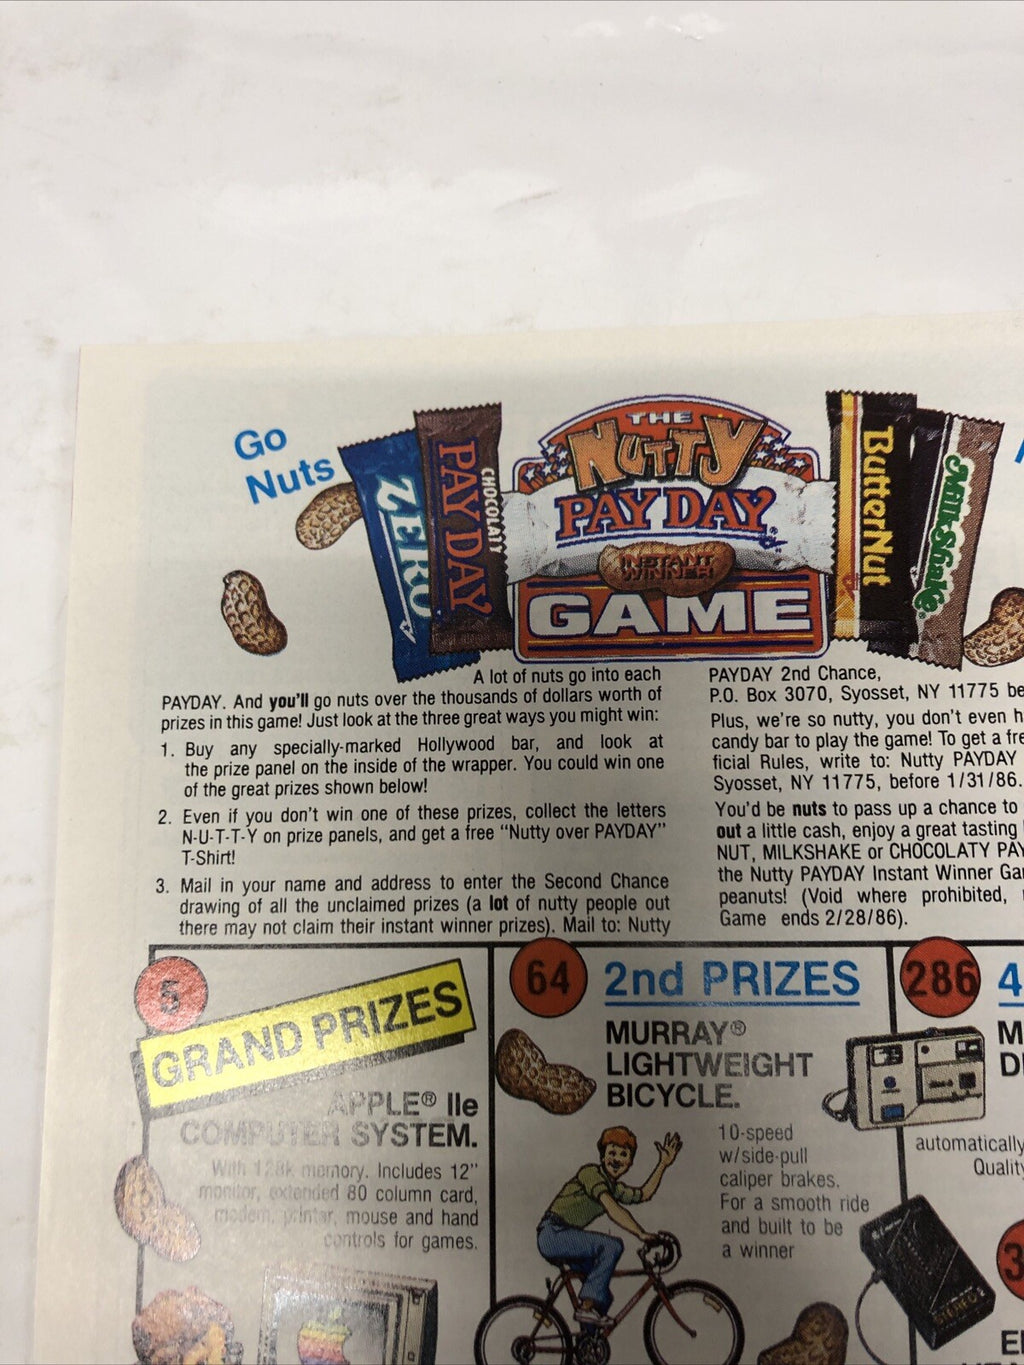 Go
Nuts
ZERO
CHOCOLATY
PAY DAY
THE
NUTTY
PAY DAY
INSTANT
WINNER
GAME
ButterNut
Milk Shake
A lot of nuts go into each
PAYDAY. And you'll go nuts over the thousands of dollars worth of
prizes in this game! Just look at the three great ways you might win:
1. Buy any specially-marked Hollywood bar, and look at
the prize panel on the inside of the wrapper. You could win one
of the great prizes shown below!
2. Even if you don't win one of these prizes, collect the letters
N-U-T-T-Y on prize panels, and get a free "Nutty over PAYDAY"
T-Shirt!
3. Mail in your name and address to enter the Second Chance
drawing of all the unclaimed prizes (a lot of nutty people out
there may not claim their instant winner prizes). Mail to: Nutty
PAYDAY 2nd Chance,
P.O. Box 3070, Syosset, NY 11775 be
Plus, we're so nutty, you don't even h
candy bar to play the game! To get a fre
ficial Rules, write to: Nutty PAYDAY
Syosset, NY 11775, before 1/31/86.
You'd be nuts to pass up a chance to
out a little cash, enjoy a great tasting
NUT, MILKSHAKE or CHOCOLATY PAY
the Nutty PAYDAY Instant Winner Ga
peanuts! (Void where prohibited,
Game ends 2/28/86).
5
GRAND PRIZES
APPLE® IIe
COMPUTER SYSTEM.
With 128k memory. Includes 12"
monitor, extended 80 column card,
modem, printer, mouse and hand
controls for games.
64
2nd PRIZES
MURRAY®
LIGHTWEIGHT
BICYCLE.
10-speed
w/side-pull
caliper brakes.
For a smooth ride
and built to be
a winner
286
4
M
DI
automatically
Quality
STEREO
3